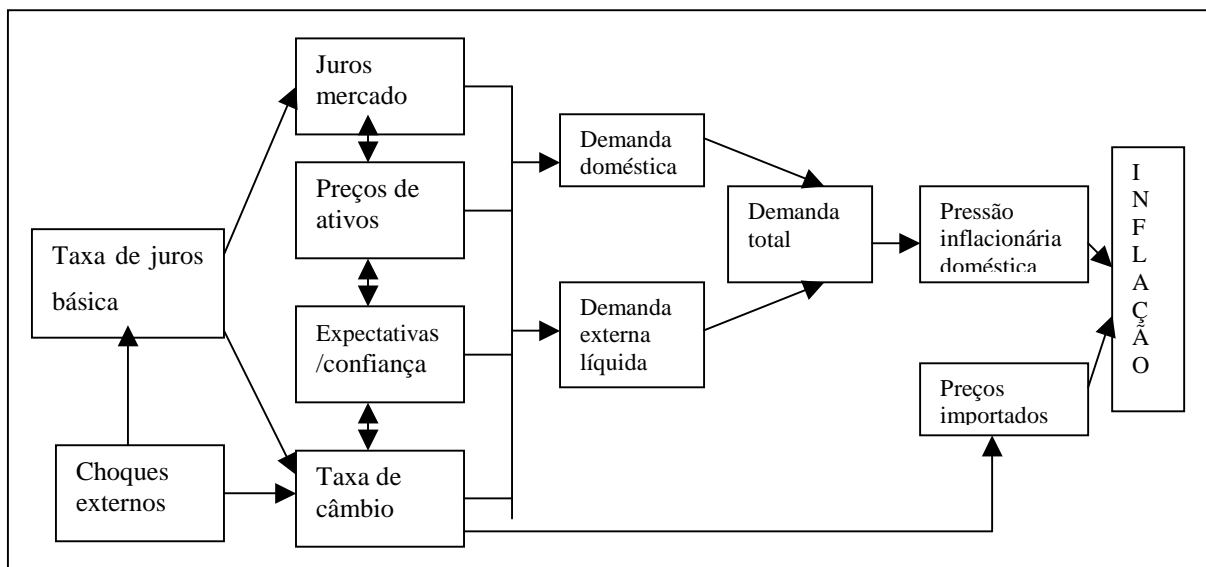 Juros
mercado
Preços de
ativos
Expectativas
/confiança
Taxa de
câmbio
Taxa de juros
básica
Choques
externos
Demanda
doméstica
Demanda
externa
líquida
Demanda
total
Pressão
inflacionária
doméstica
Preços
importados
I
N
F
L
A
Ç
Ã
O